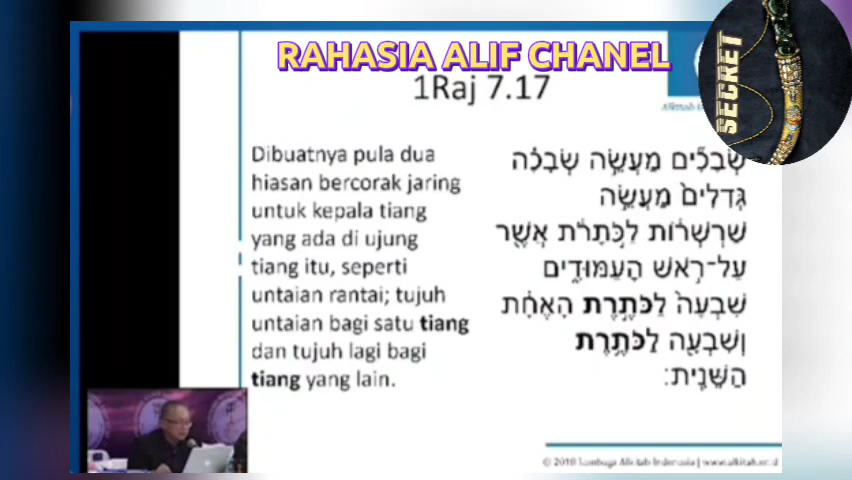 RAHASIA ALIF CHANEL
SECRET
1Raj 7.17
Dibuatnya pula dua
hiasan bercorak jaring
untuk kepala tiang
yang ada di ujung
tiang itu, seperti
untaian rantai; tujuh
untaian bagi satu tiang
dan tujuh lagi bagi
tiang yang lain.
שְׂבָכִ֞ים מַעֲשֵׂ֣ה שְׂבָכָ֗ה
גְּדִלִים֙ מַעֲשֵׂ֣ה
שַׁרְשְׁר֔וֹת לַכֹּ֣תָרֹ֔ת אֲשֶׁ֖ר
עַל־רֹ֣אשׁ הָעַמּוּדִ֑ים
שִׁבְעָה֙ לַכֹּתֶ֣רֶת הָאֶחָ֔ת
וְשִׁבְעָ֖ה לַכֹּתֶ֥רֶת
הַשֵּׁנִֽית׃
© 2010 Lembaga Alkitab Indonesia | www.alkitab.or.id